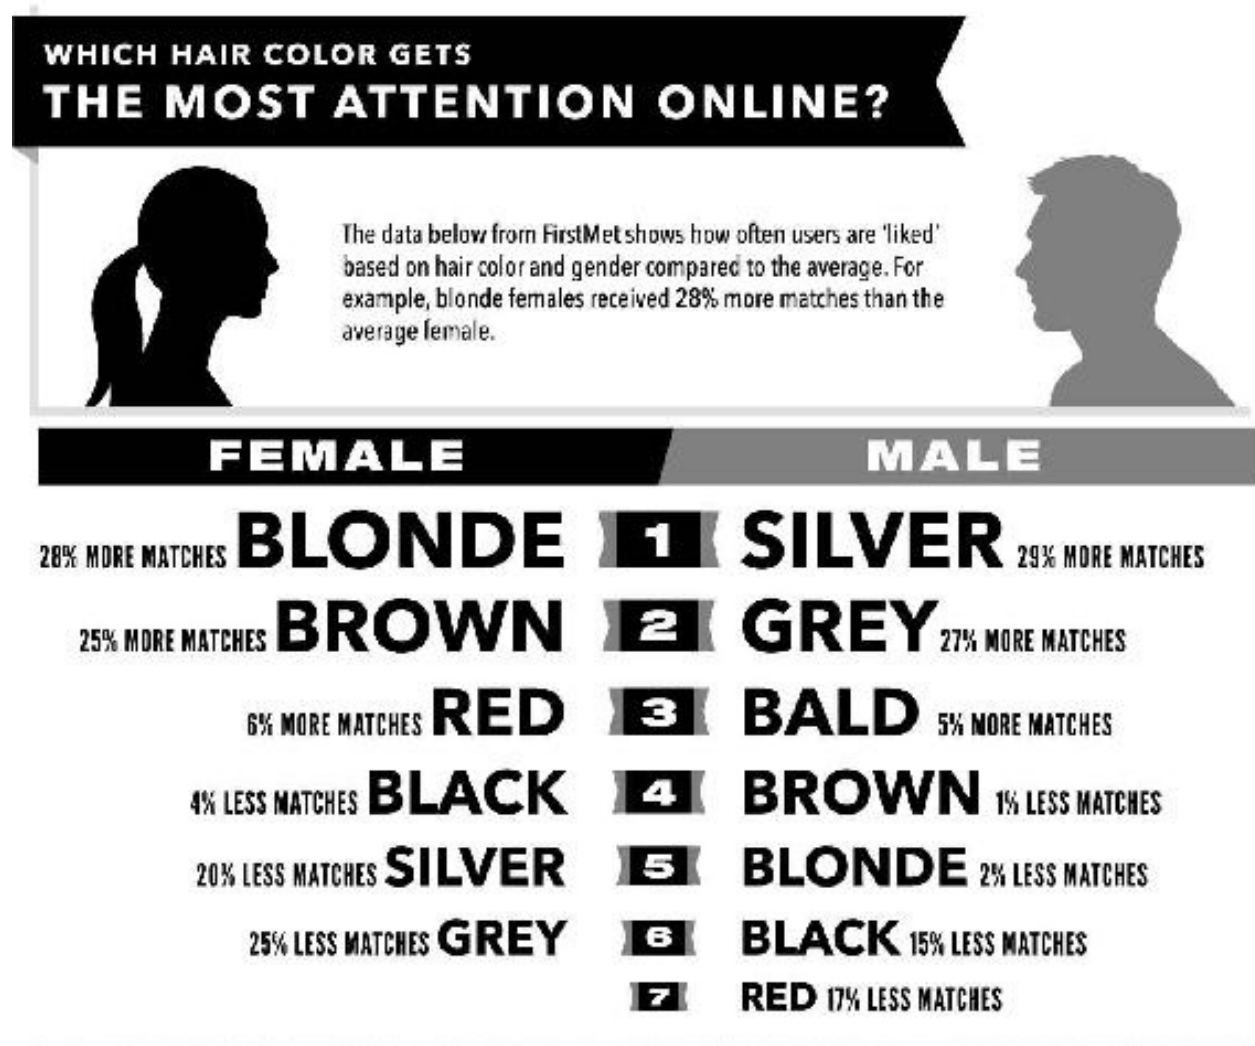 WHICH HAIR COLOR GETS
THE MOST ATTENTION ONLINE?
The data below from FirstMet shows how often users are 'liked'
based on hair color and gender compared to the average. For
example, blonde females received 28% more matches than the
average female.
FEMALE MALE
28% MORE MATCHES BLONDE 1 SILVER 29% MORE MATCHES
25% MORE MATCHES BROWN 2 GREY 27% MORE MATCHES
6% MORE MATCHES RED 3 BALD 5% MORE MATCHES
4% LESS MATCHES BLACK 4 BROWN 1% LESS MATCHES
20% LESS MATCHES SILVER 5 BLONDE 2% LESS MATCHES
25% LESS MATCHES GREY 6 BLACK 15% LESS MATCHES
7 RED 17% LESS MATCHES